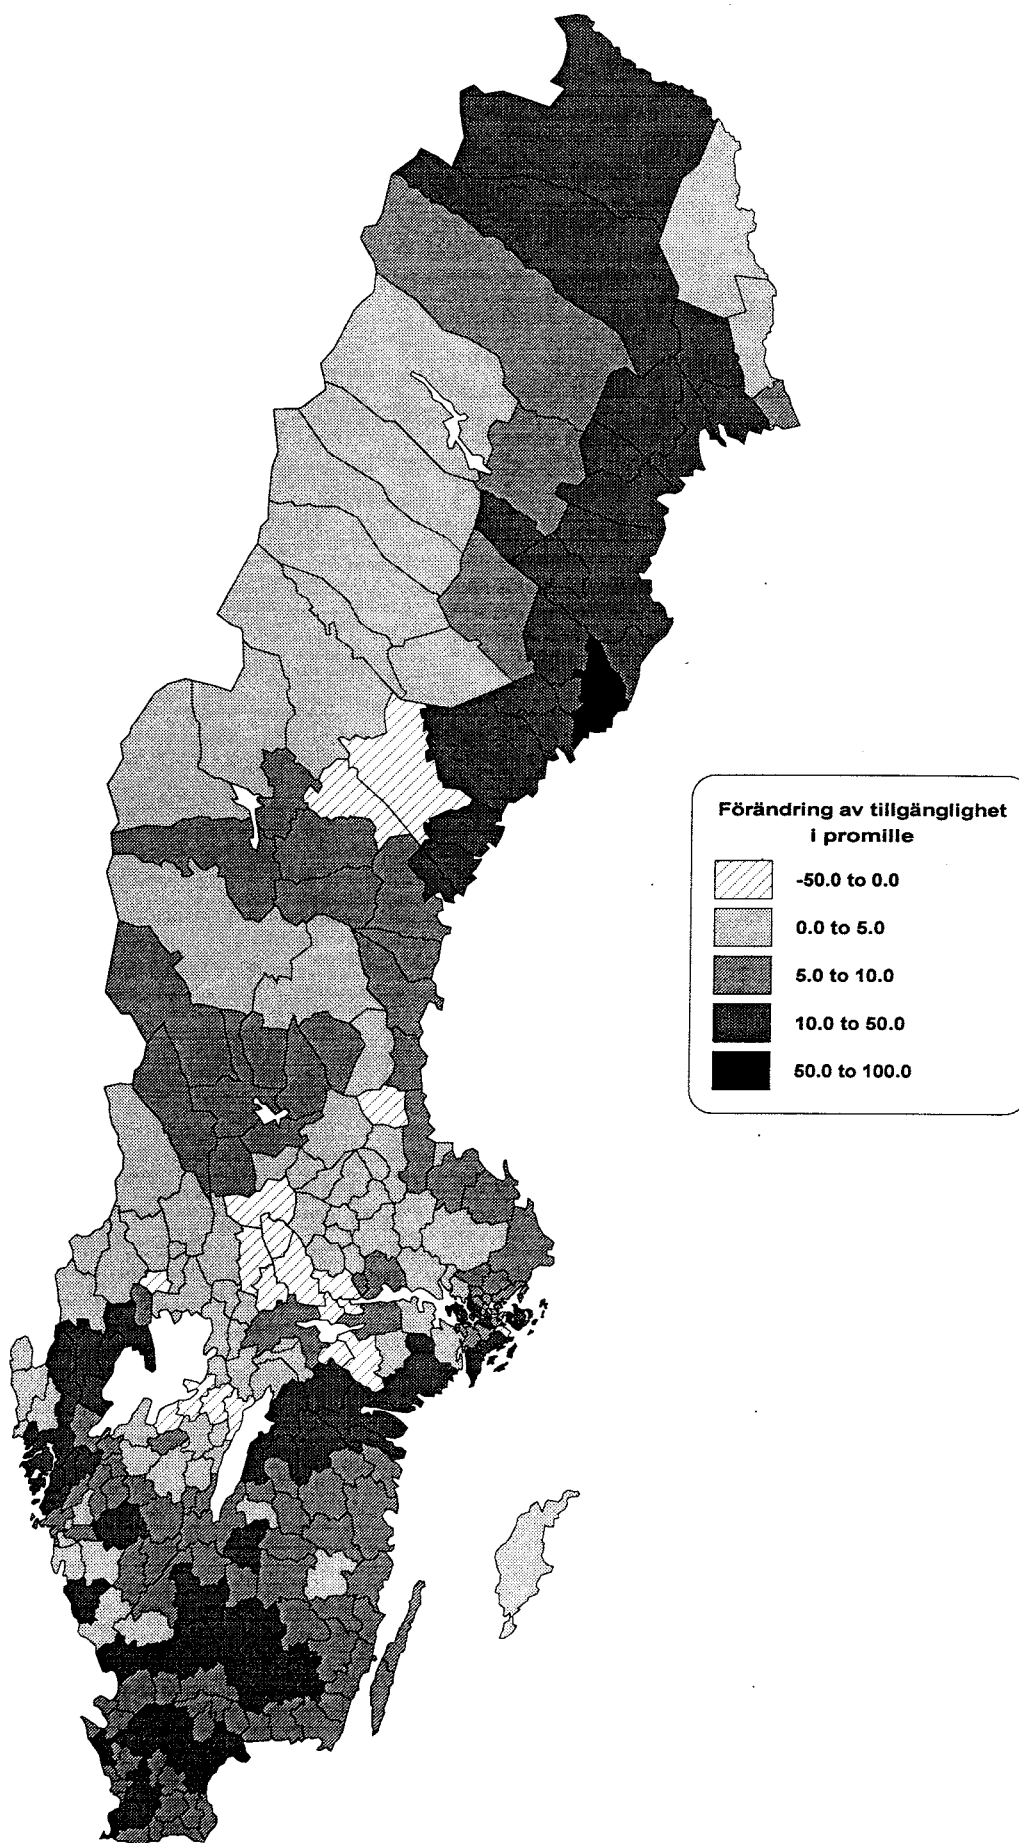 Förändring av tillgänglighet
i promille
-50.0 to 0.0
0.0 to 5.0
5.0 to 10.0
10.0 to 50.0
50.0 to 100.0